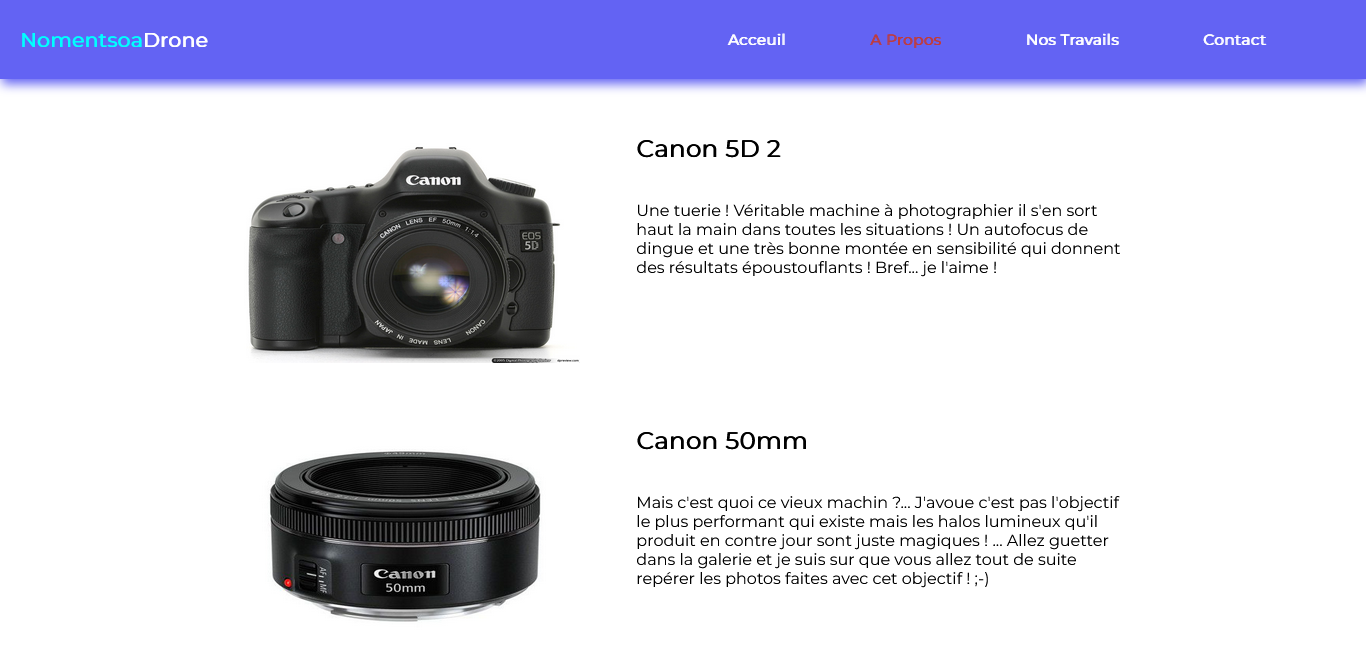 NomentsoaDrone
Acceuil
A Propos
Nos Travails
Contact
Canon 5D 2
Canon
CANON LENS EF 50mm 1:1.4
EOS
5D
CANON LENS MADE IN JAPAN
Une tuerie ! Véritable machine à photographier il s'en sort
haut la main dans toutes les situations ! Un autofocus de
dingue et une très bonne montée en sensibilité qui donnent
des résultats époustouflants ! Bref... je l'aime !
Canon 50mm
AF
MF
Canon
50mm
Mais c'est quoi ce vieux machin ?... J'avoue c'est pas l'objectif
le plus performant qui existe mais les halos lumineux qu'il
produit en contre jour sont juste magiques ! ... Allez guetter
dans la galerie et je suis sur que vous allez tout de suite
repérer les photos faites avec cet objectif ! ;-)